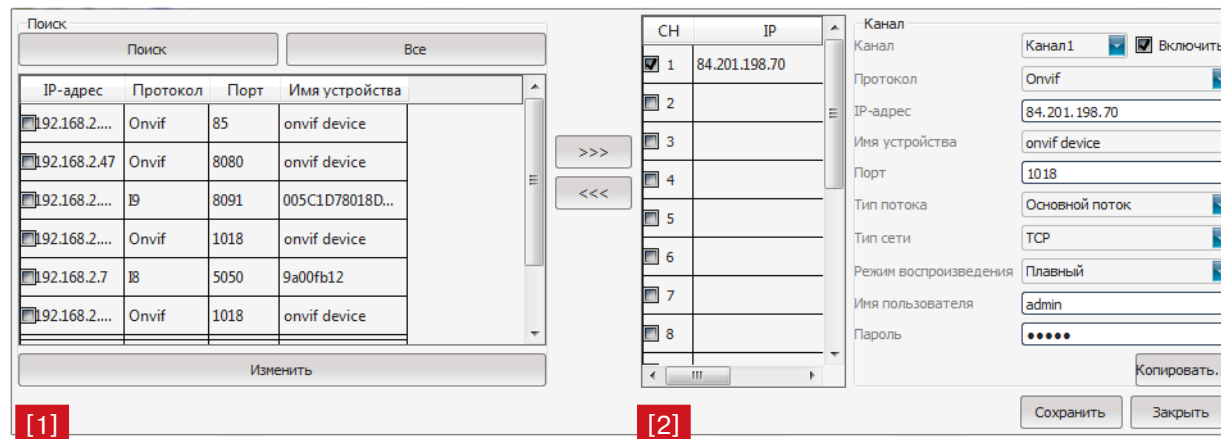 Поиск
Поиск
Все
IP-адрес Протокол Порт Имя устройства
192.168.2.... Onvif 85 onvif device
192.168.2.47 Onvif 8080 onvif device
192.168.2.... I9 8091 005C1D78018D...
192.168.2.... Onvif 1018 onvif device
192.168.2.7 I8 5050 9a00fb12
192.168.2.... Onvif 1018 onvif device
Изменить
[1]
>>>
<<<
CH IP
1 84.201.198.70
2
3
4
5
6
7
8
[2]
Канал
Канал Канал1 Включить
Протокол Onvif
IP-адрес 84.201.198.70
Имя устройства onvif device
Порт 1018
Тип потока Основной поток
Тип сети TCP
Режим воспроизведения Плавный
Имя пользователя admin
Пароль •••••
Копировать..
Сохранить Закрыть